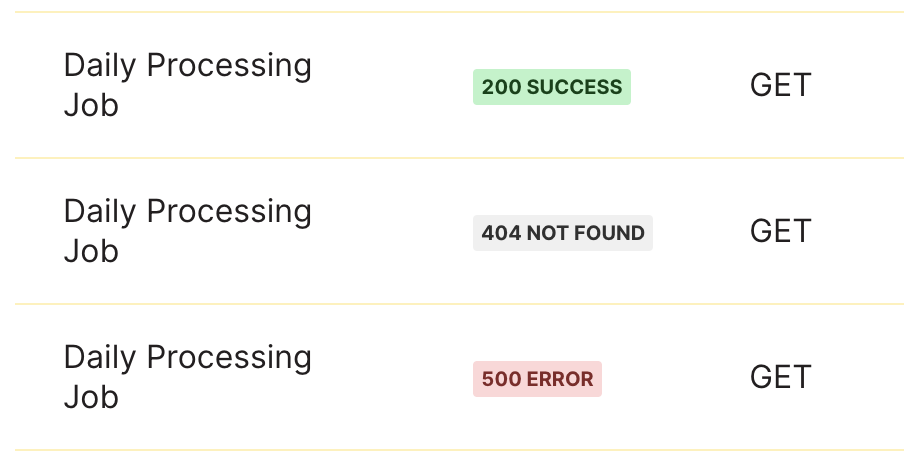 Daily Processing
Job
200 SUCCESS
GET
Daily Processing
Job
404 NOT FOUND
GET
Daily Processing
Job
500 ERROR
GET